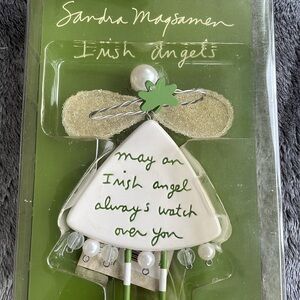 Sandra Magsamen
Irish angels
may an
Irish angel
always watch
over you